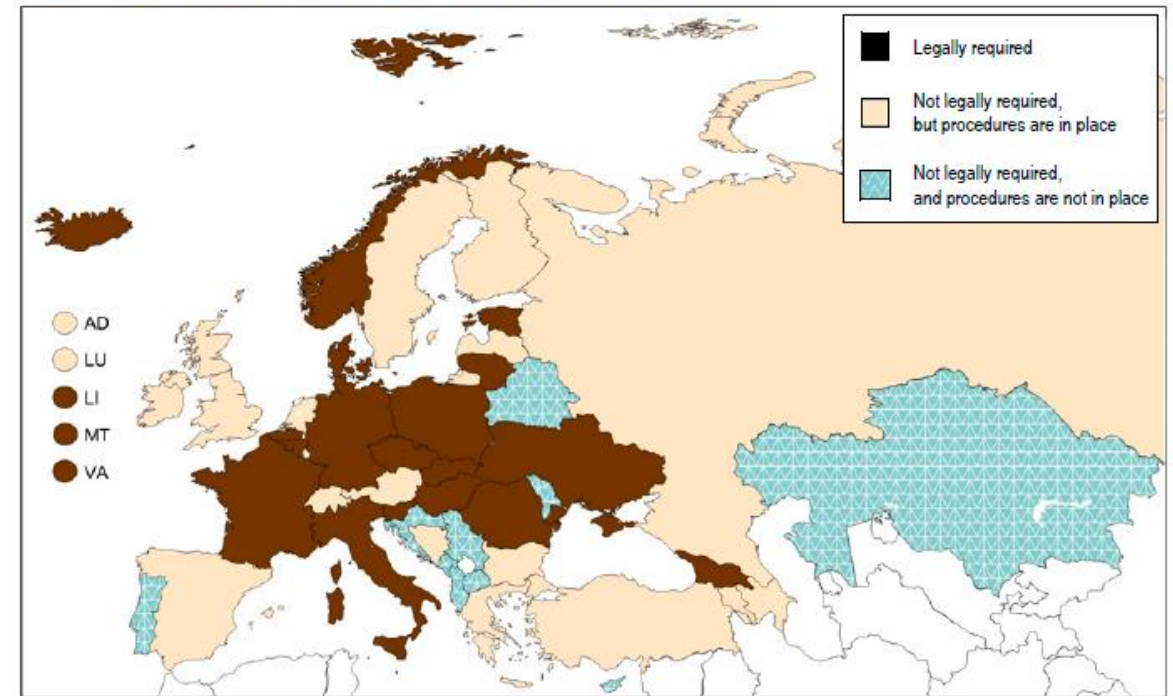 Legally required
Not legally required,
but procedures are in place
Not legally required,
and procedures are not in place
AD
LU
LI
MT
VA